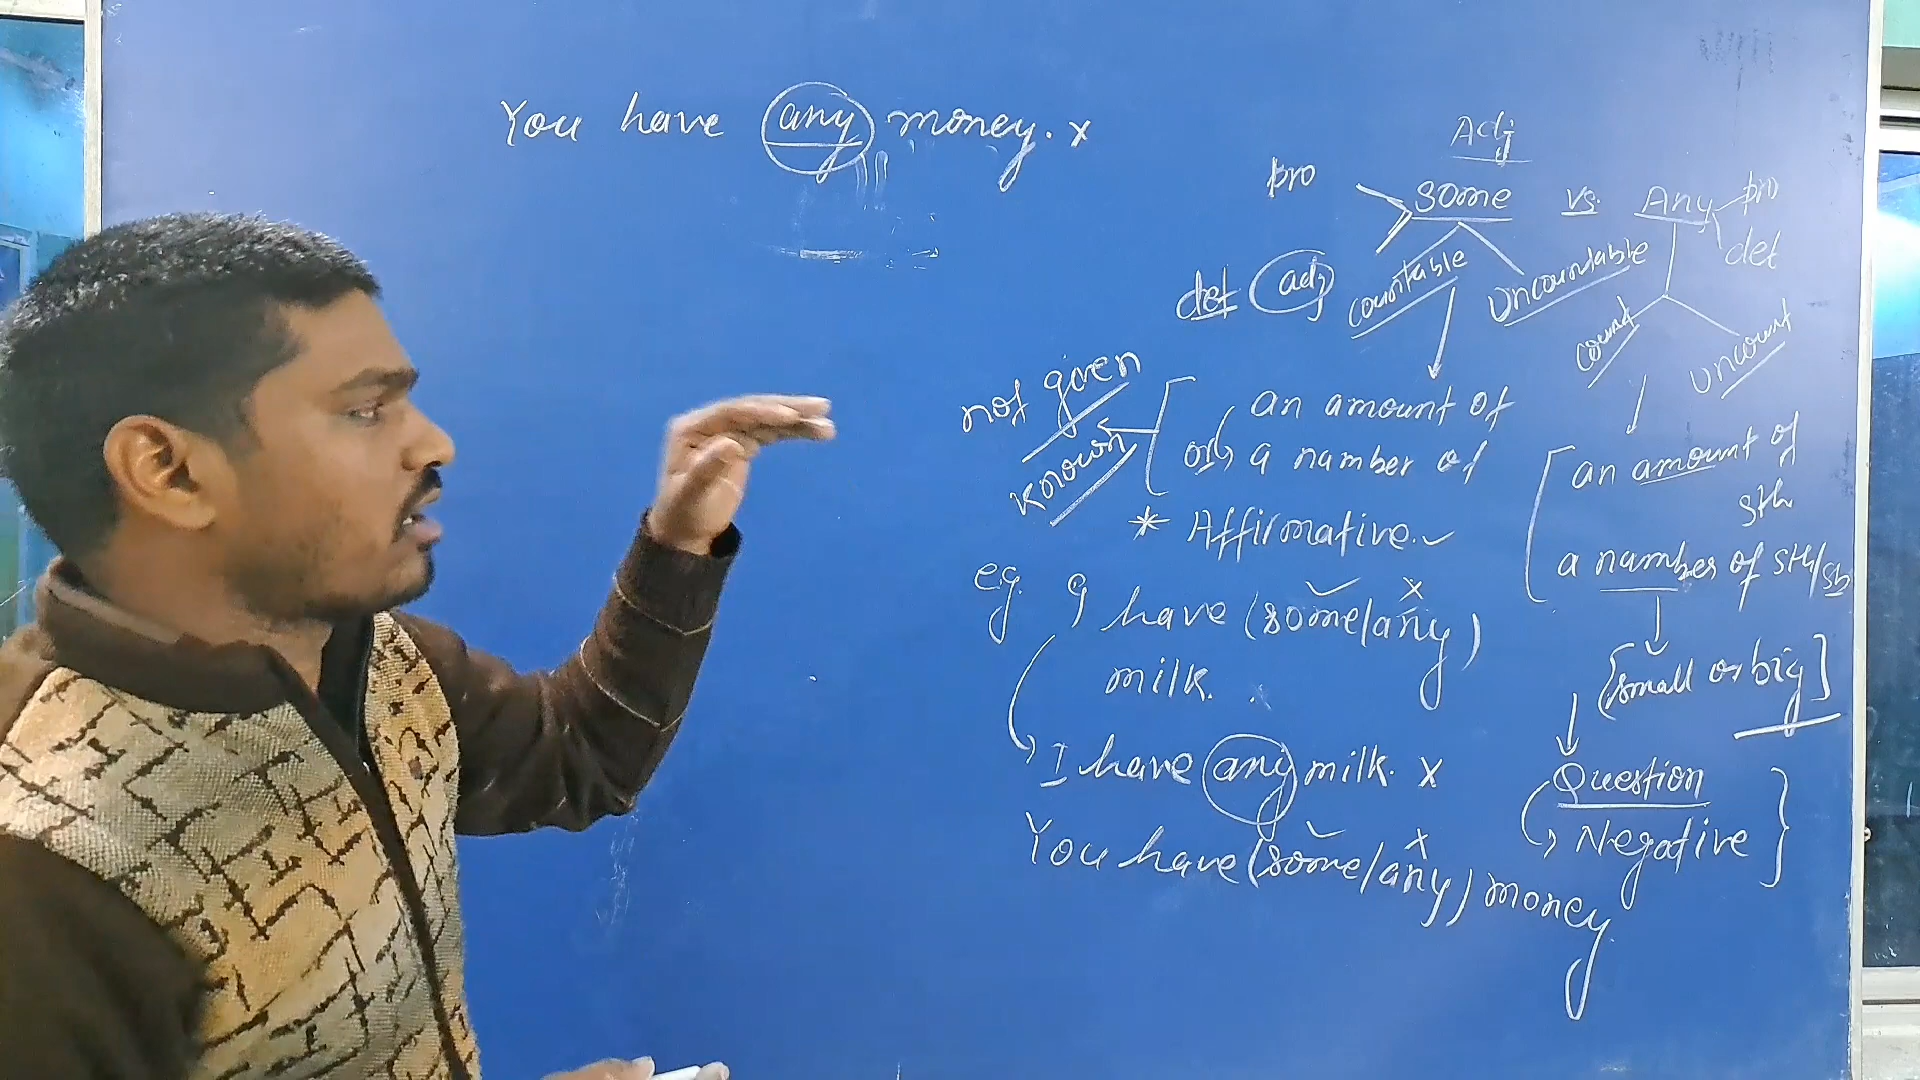 You have any money. x
Will
Adj
pro some vs. Any pro
det adj countable Uncountable det
count Uncount
not given
known
an amount of
or, a number of
* Affirmative. ✓
an amount of
sth
a number of sth/sb
[small or big]
Question
Negative
e.g. I have (some/any)
✓ x
milk.
I have any milk. x
✓ x
You have (some/any) money